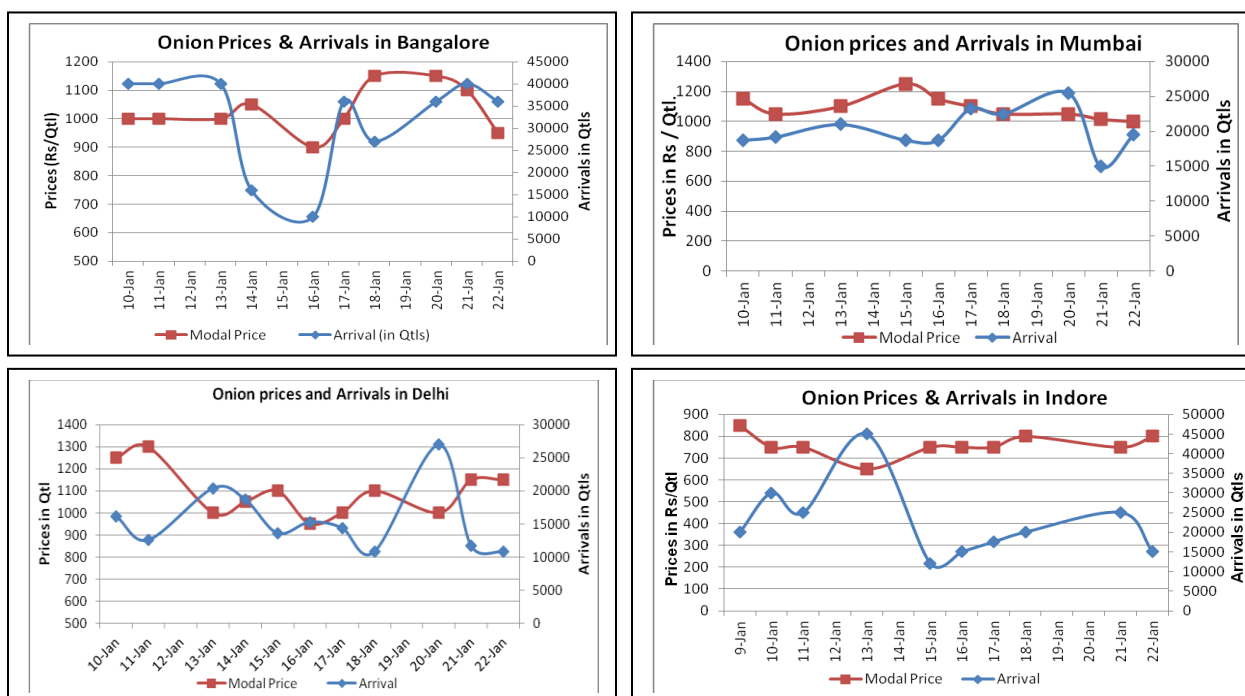 Onion Prices & Arrivals in Bangalore
Prices (Rs/Qtl)
1200
1100
1000
900
800
700
600
500
45000
40000
35000
30000
25000
20000
15000
10000
5000
0
Arrivals in Qtls
10-Jan
11-Jan
12-Jan
13-Jan
14-Jan
15-Jan
16-Jan
17-Jan
18-Jan
19-Jan
20-Jan
21-Jan
22-Jan
Modal Price
Arrival (in Qtls)
Onion prices and Arrivals in Mumbai
Prices in Rs / Qtl.
1400
1200
1000
800
600
400
200
0
30000
25000
20000
15000
10000
5000
0
Arrivals in Qtls
10-Jan
11-Jan
12-Jan
13-Jan
14-Jan
15-Jan
16-Jan
17-Jan
18-Jan
19-Jan
20-Jan
21-Jan
22-Jan
Modal Price
Arrival
Onion prices and Arrivals in Delhi
Prices in Qtl
1400
1300
1200
1100
1000
900
800
700
600
500
30000
25000
20000
15000
10000
5000
0
Arrivals in Qtls
10-Jan
11-Jan
12-Jan
13-Jan
14-Jan
15-Jan
16-Jan
17-Jan
18-Jan
19-Jan
20-Jan
21-Jan
22-Jan
Modal Price
Arrival
Onion Prices & Arrivals in Indore
Prices in Rs/Qtl
900
800
700
600
500
400
300
200
100
0
50000
45000
40000
35000
30000
25000
20000
15000
10000
5000
0
Arrivals in Qtls
9-Jan
10-Jan
11-Jan
12-Jan
13-Jan
14-Jan
15-Jan
16-Jan
17-Jan
18-Jan
19-Jan
20-Jan
21-Jan
22-Jan
Modal Price
Arrival